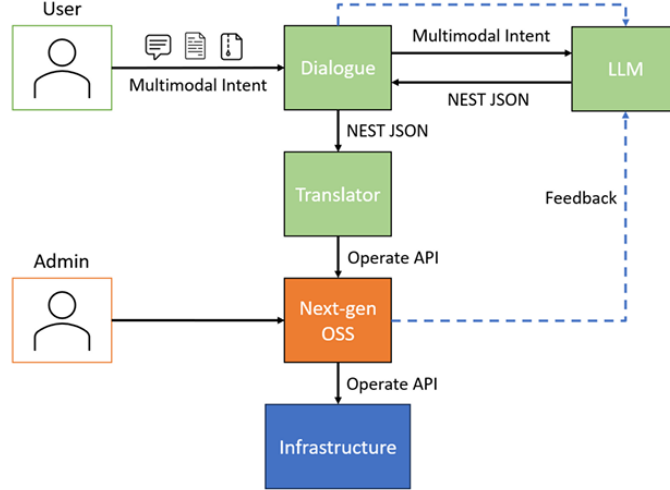 User
Multimodal Intent
Dialogue
Multimodal Intent
NEST JSON
LLM
NEST JSON
Translator
Feedback
Operate API
Admin
Next-gen
OSS
Operate API
Infrastructure